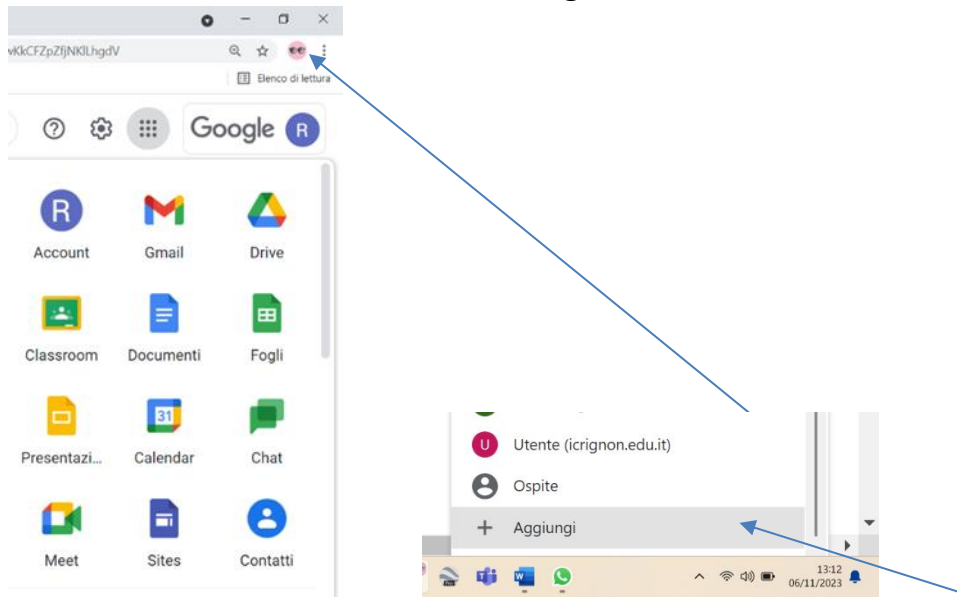 Elenco di lettura
Google R
R
Account Gmail Drive
Classroom Documenti Fogli
31
Presentazi... Calendar Chat
Meet Sites Contatti
U Utente (icrignon.edu.it)
Ospite
+ Aggiungi
13:12
06/11/2023